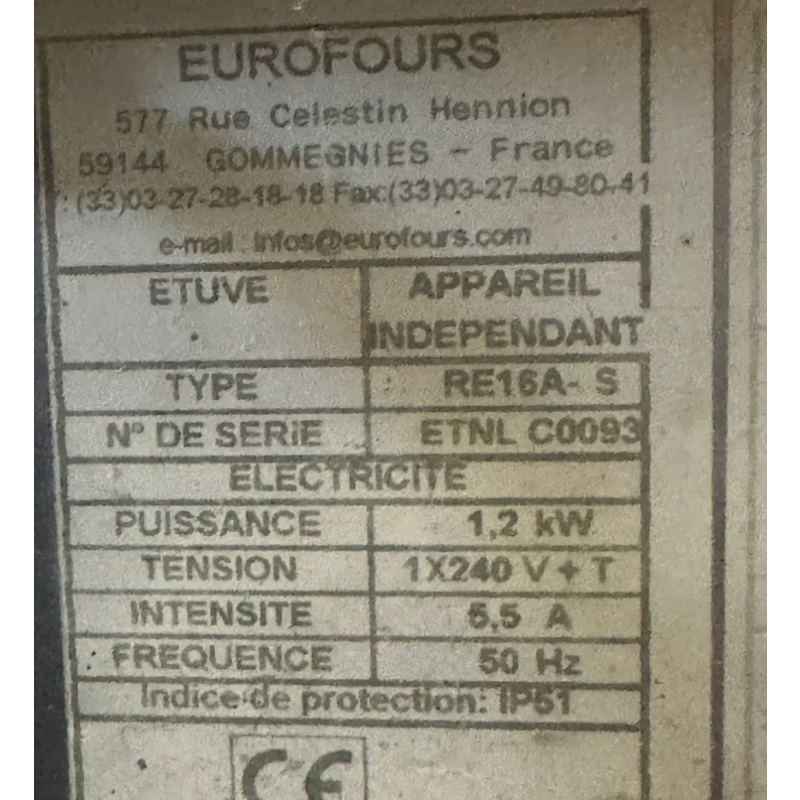 EUROFOURS
577 Rue Celestin Hennion
59144 GOMMEGNIES - France
: (33)03-27-28-18-18 Fax:(33)03-27-49-80-41
e-mail : infos@eurofours.com
ETUVE APPAREIL INDEPENDANT
TYPE : RE16A- S
N° DE SERIE ETNL C0093
ELECTRICITE
PUISSANCE 1,2 kW
TENSION 1X240 V + T
INTENSITE 5,5 A
FREQUENCE 50 Hz
Indice de protection:
CE